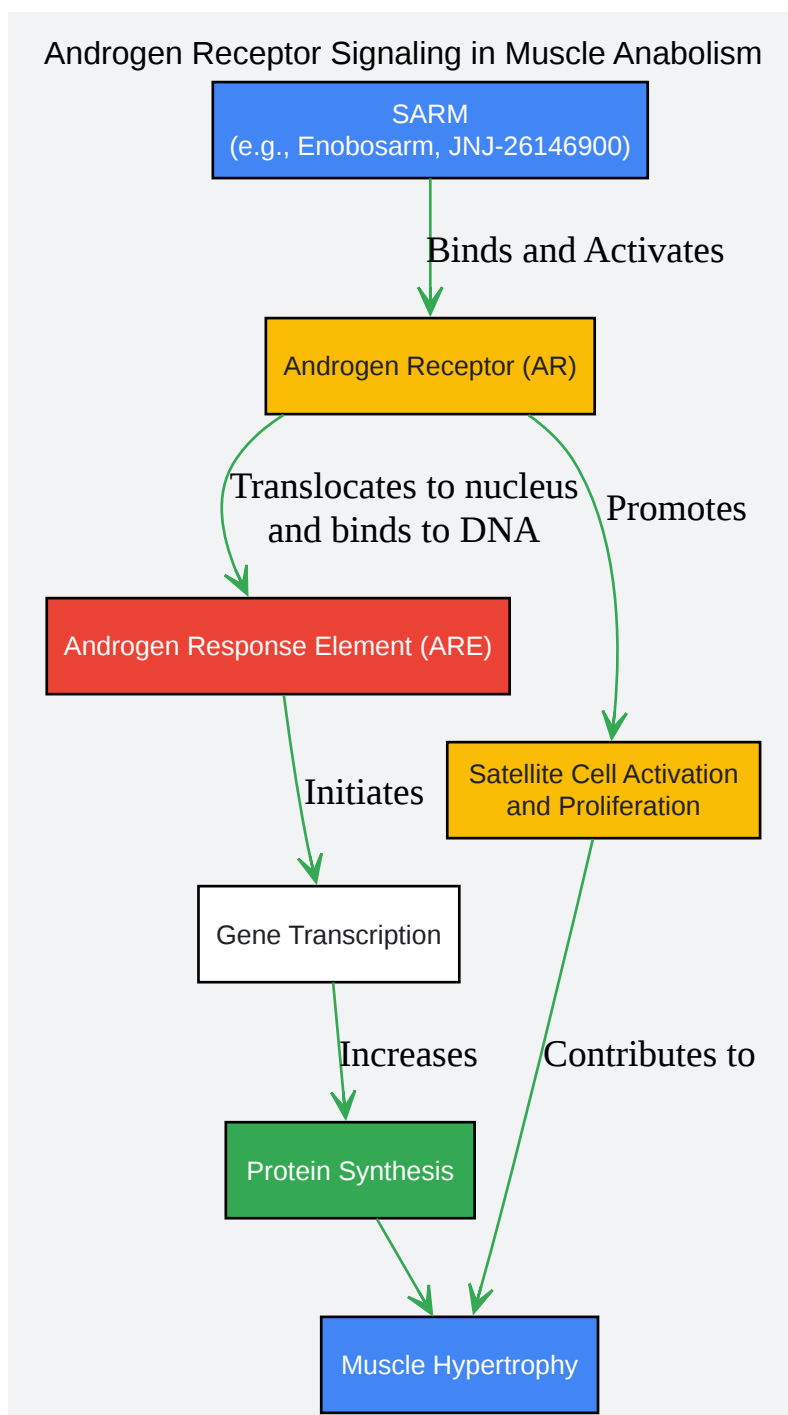 Androgen Receptor Signaling in Muscle Anabolism
SARM
(e.g., Enobosarm, JNJ-26146900)
Binds and Activates
Androgen Receptor (AR)
Translocates to nucleus
and binds to DNA
Promotes
Androgen Response Element (ARE)
Satellite Cell Activation
and Proliferation
Initiates
Gene Transcription
Increases
Contributes to
Protein Synthesis
Muscle Hypertrophy